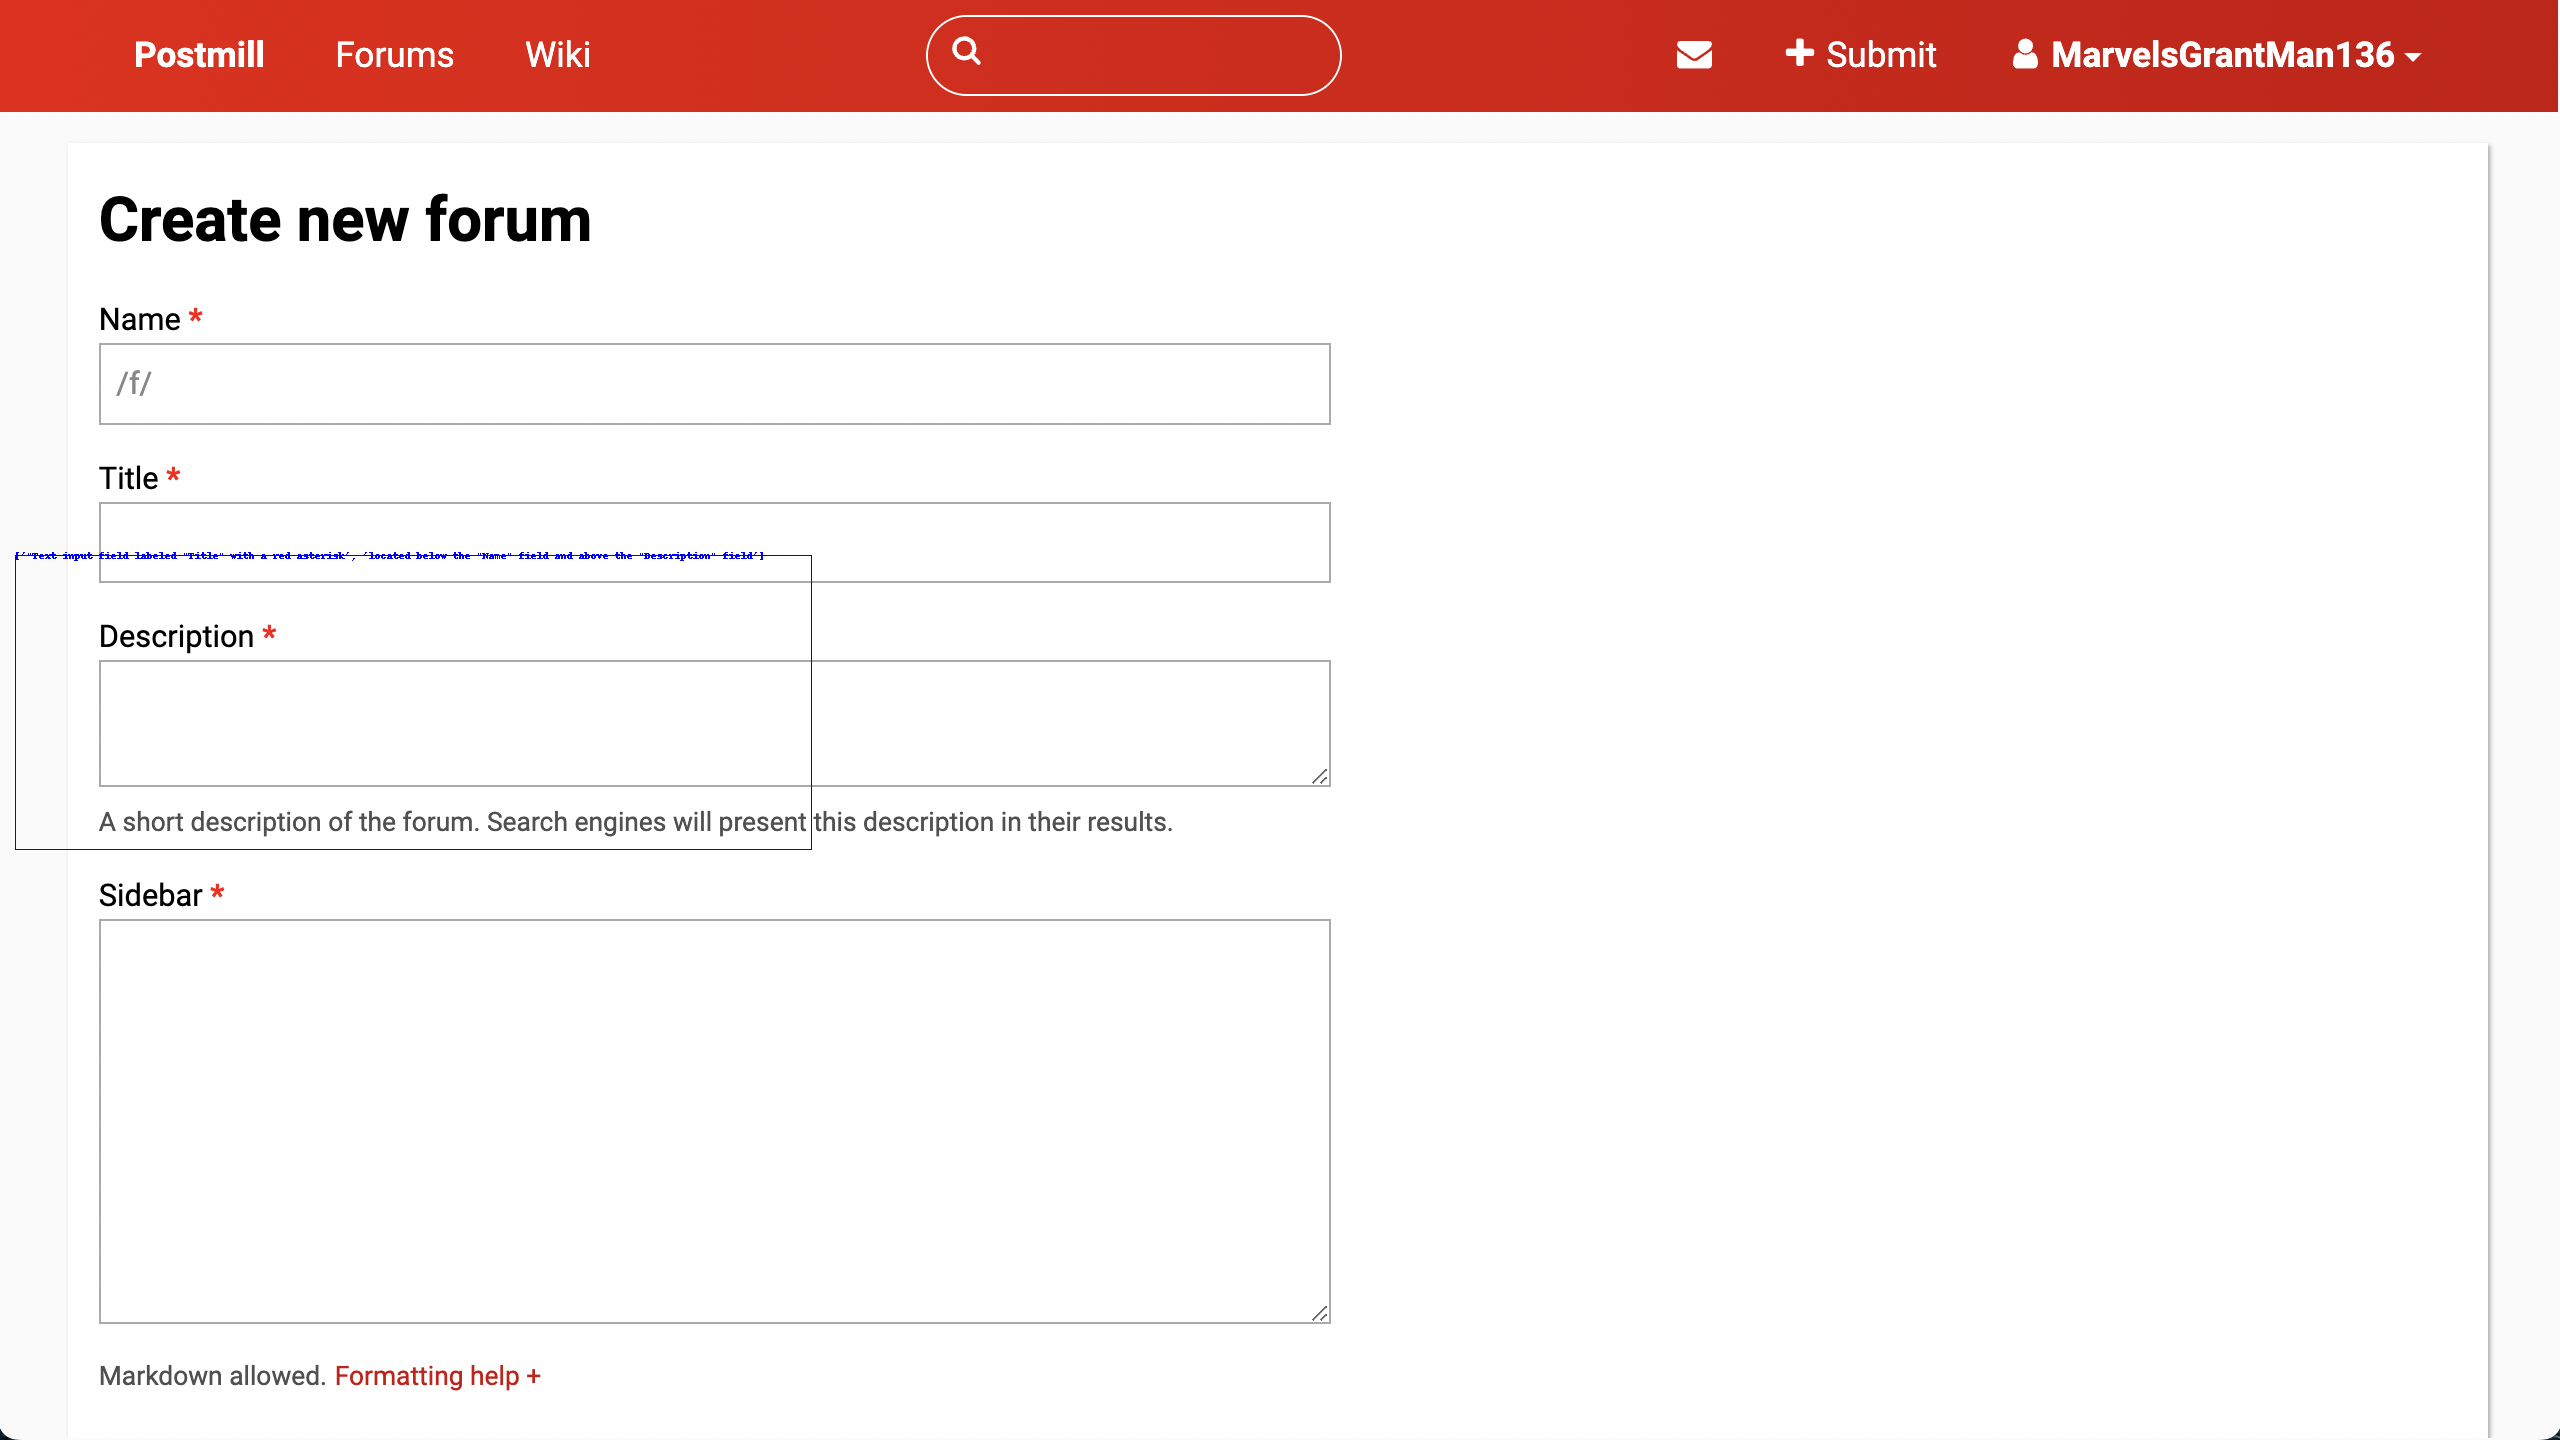 Postmill Forums Wiki Submit MarvelsGrantMan136
Create new forum
Name *
/f/
Title *
['"Text input field labeled "Title" with a red asterisk', 'located below the "Name" field and above the "Description" field']
Description *
A short description of the forum. Search engines will present this description in their results.
Sidebar *
Markdown allowed. Formatting help +